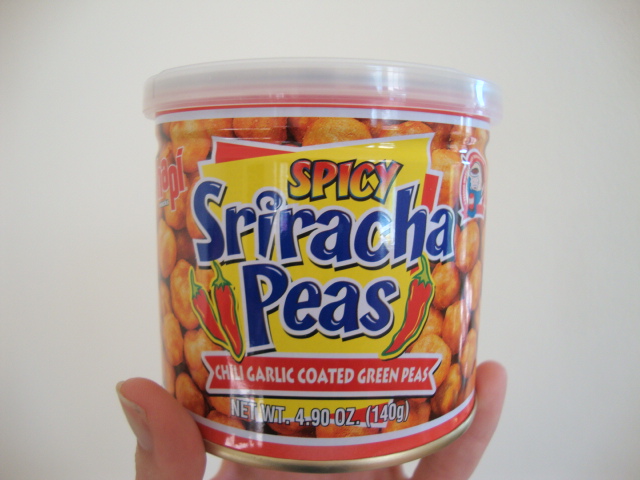 SPICY
Sriracha
Peas
CHILI GARLIC COATED GREEN PEAS
NET WT. 4.90 OZ. (140g)